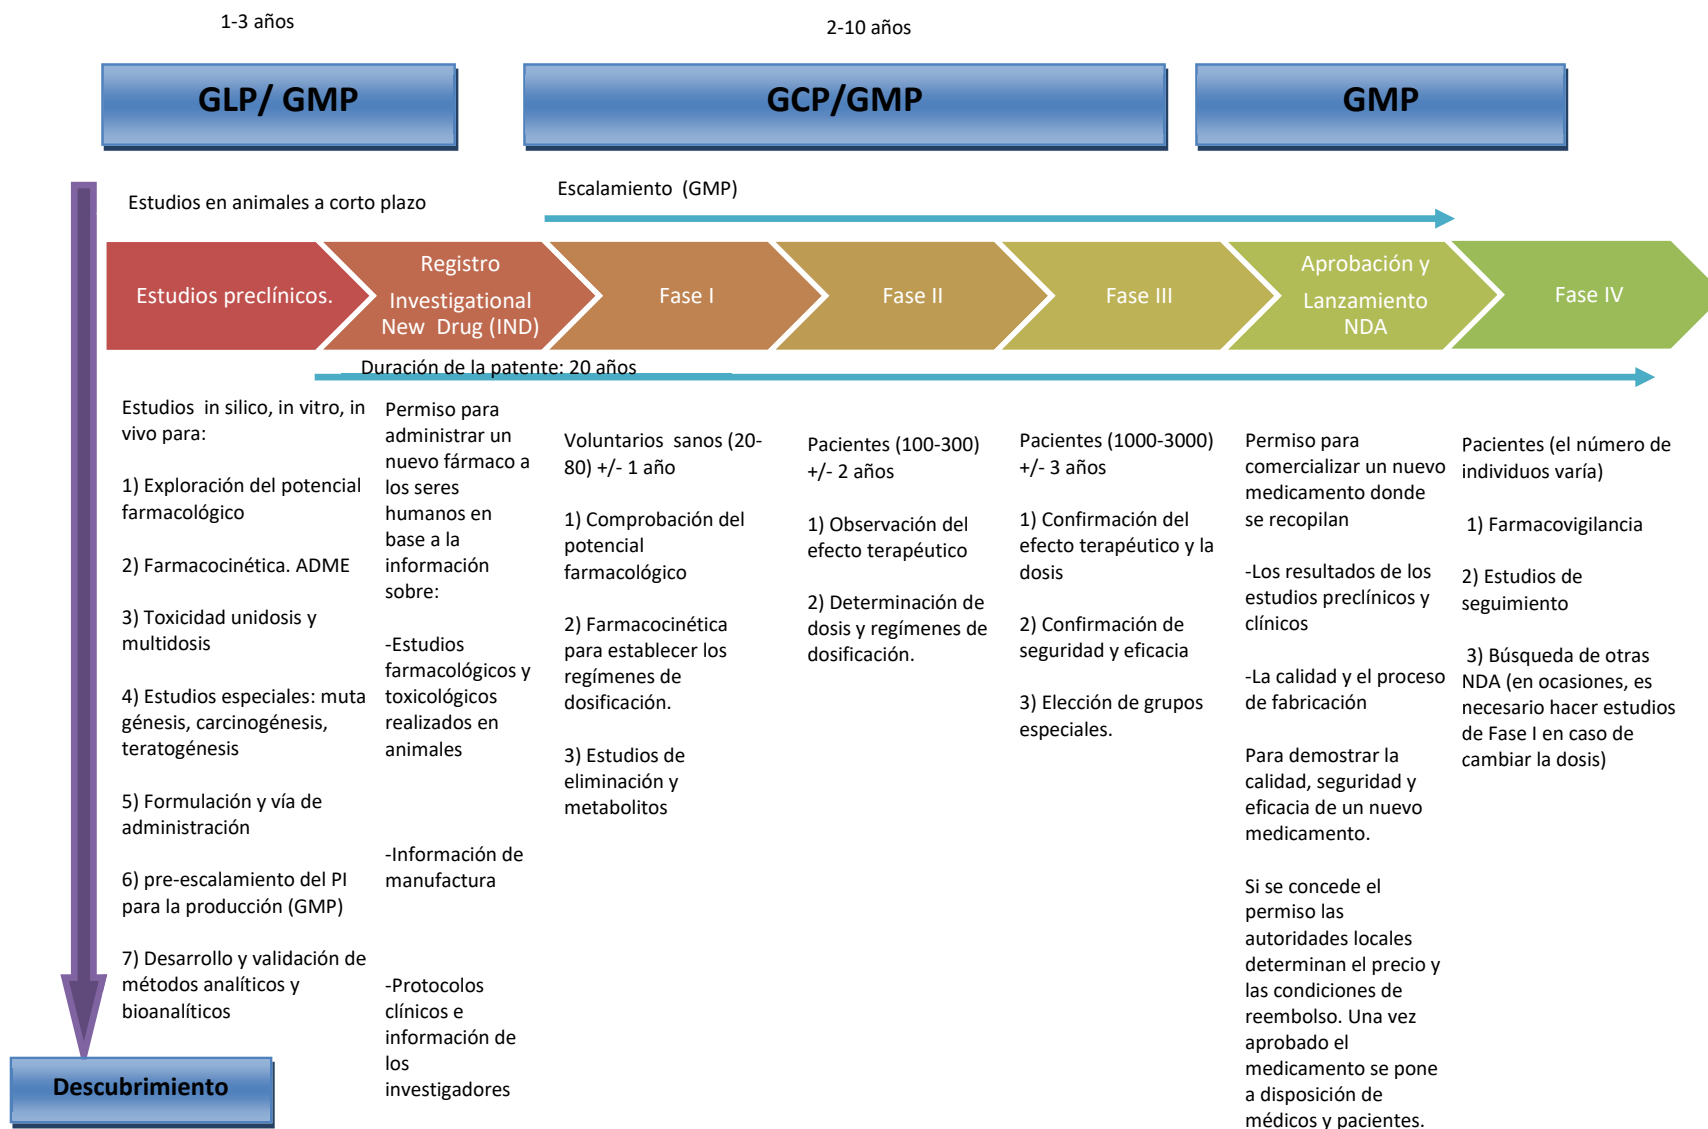 1-3 años
2-10 años
GLP/ GMP
GCP/GMP
GMP
Estudios en animales a corto plazo
Escalamiento (GMP)
Estudios preclínicos.
Registro
Investigational
New Drug (IND)
Fase I
Fase II
Fase III
Aprobación y
Lanzamiento
NDA
Fase IV
Duración de la patente: 20 años
Estudios in silico, in vitro, in
vivo para:
1) Exploración del potencial
farmacológico
2) Farmacocinética. ADME
3) Toxicidad unidosis y
multidosis
4) Estudios especiales: muta
génesis, carcinogénesis,
teratogénesis
5) Formulación y vía de
administración
6) pre-escalamiento del PI
para la producción (GMP)
7) Desarrollo y validación de
métodos analíticos y
bioanalíticos
Permiso para
administrar un
nuevo fármaco a
los seres
humanos en
base a la
información
sobre:
-Estudios
farmacológicos y
toxicológicos
realizados en
animales
-Información de
manufactura
-Protocolos
clínicos e
información de
los
investigadores
Voluntarios sanos (20-
80) +/- 1 año
1) Comprobación del
potencial
farmacológico
2) Farmacocinética
para establecer los
regímenes de
dosificación.
3) Estudios de
eliminación y
metabolitos
Pacientes (100-300)
+/- 2 años
1) Observación del
efecto terapéutico
2) Determinación de
dosis y regímenes de
dosificación.
Pacientes (1000-3000)
+/- 3 años
1) Confirmación del
efecto terapéutico y la
dosis
2) Confirmación de
seguridad y eficacia
3) Elección de grupos
especiales.
Permiso para
comercializar un nuevo
medicamento donde
se recopilan
-Los resultados de los
estudios preclínicos y
clínicos
-La calidad y el proceso
de fabricación
Para demostrar la
calidad, seguridad y
eficacia de un nuevo
medicamento.
Si se concede el
permiso las
autoridades locales
determinan el precio y
las condiciones de
reembolso. Una vez
aprobado el
medicamento se pone
a disposición de
médicos y pacientes.
Pacientes (el número de
individuos varía)
1) Farmacovigilancia
2) Estudios de
seguimiento
3) Búsqueda de otras
NDA (en ocasiones, es
necesario hacer estudios
de Fase I en caso de
cambiar la dosis)
Descubrimiento